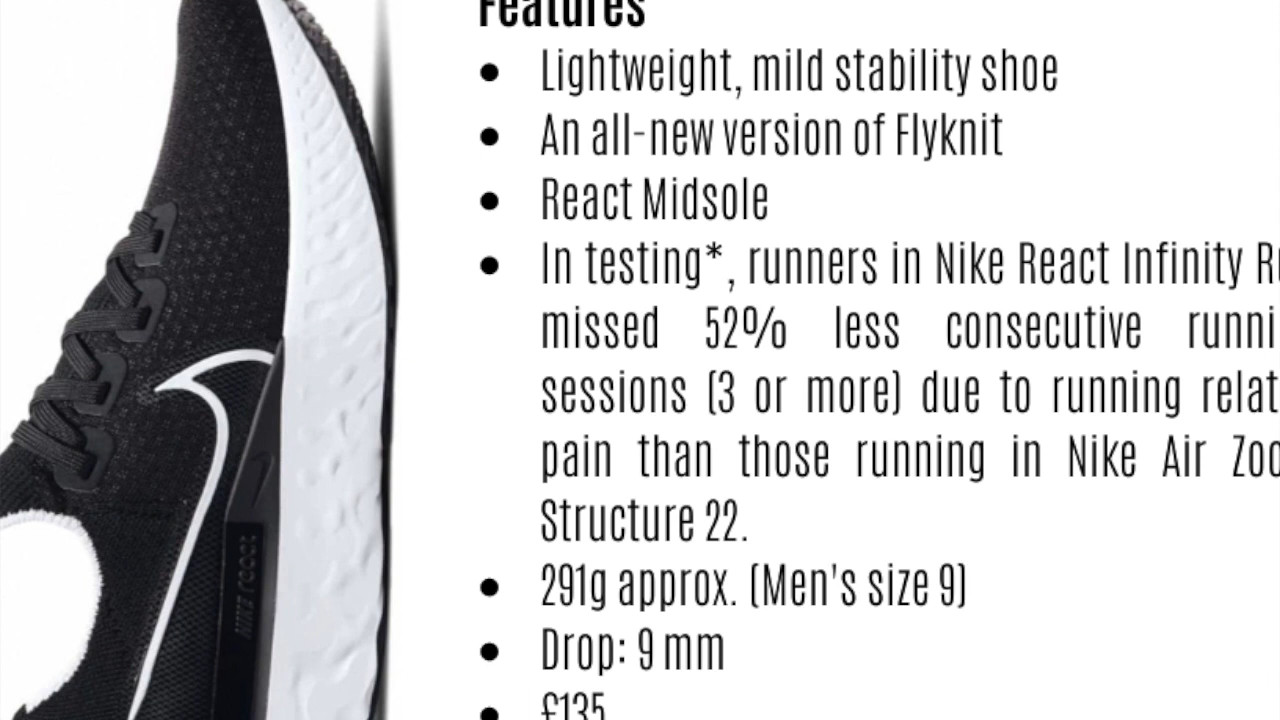 Features
Lightweight, mild stability shoe
An all-new version of Flyknit
React Midsole
In testing*, runners in Nike React Infinity
missed 52% less consecutive
sessions (3 or more) due to running
pain than those running in Nike Air
Structure 22.
291g approx. (Men's size 9)
Drop: 9 mm
£135
NIKE react